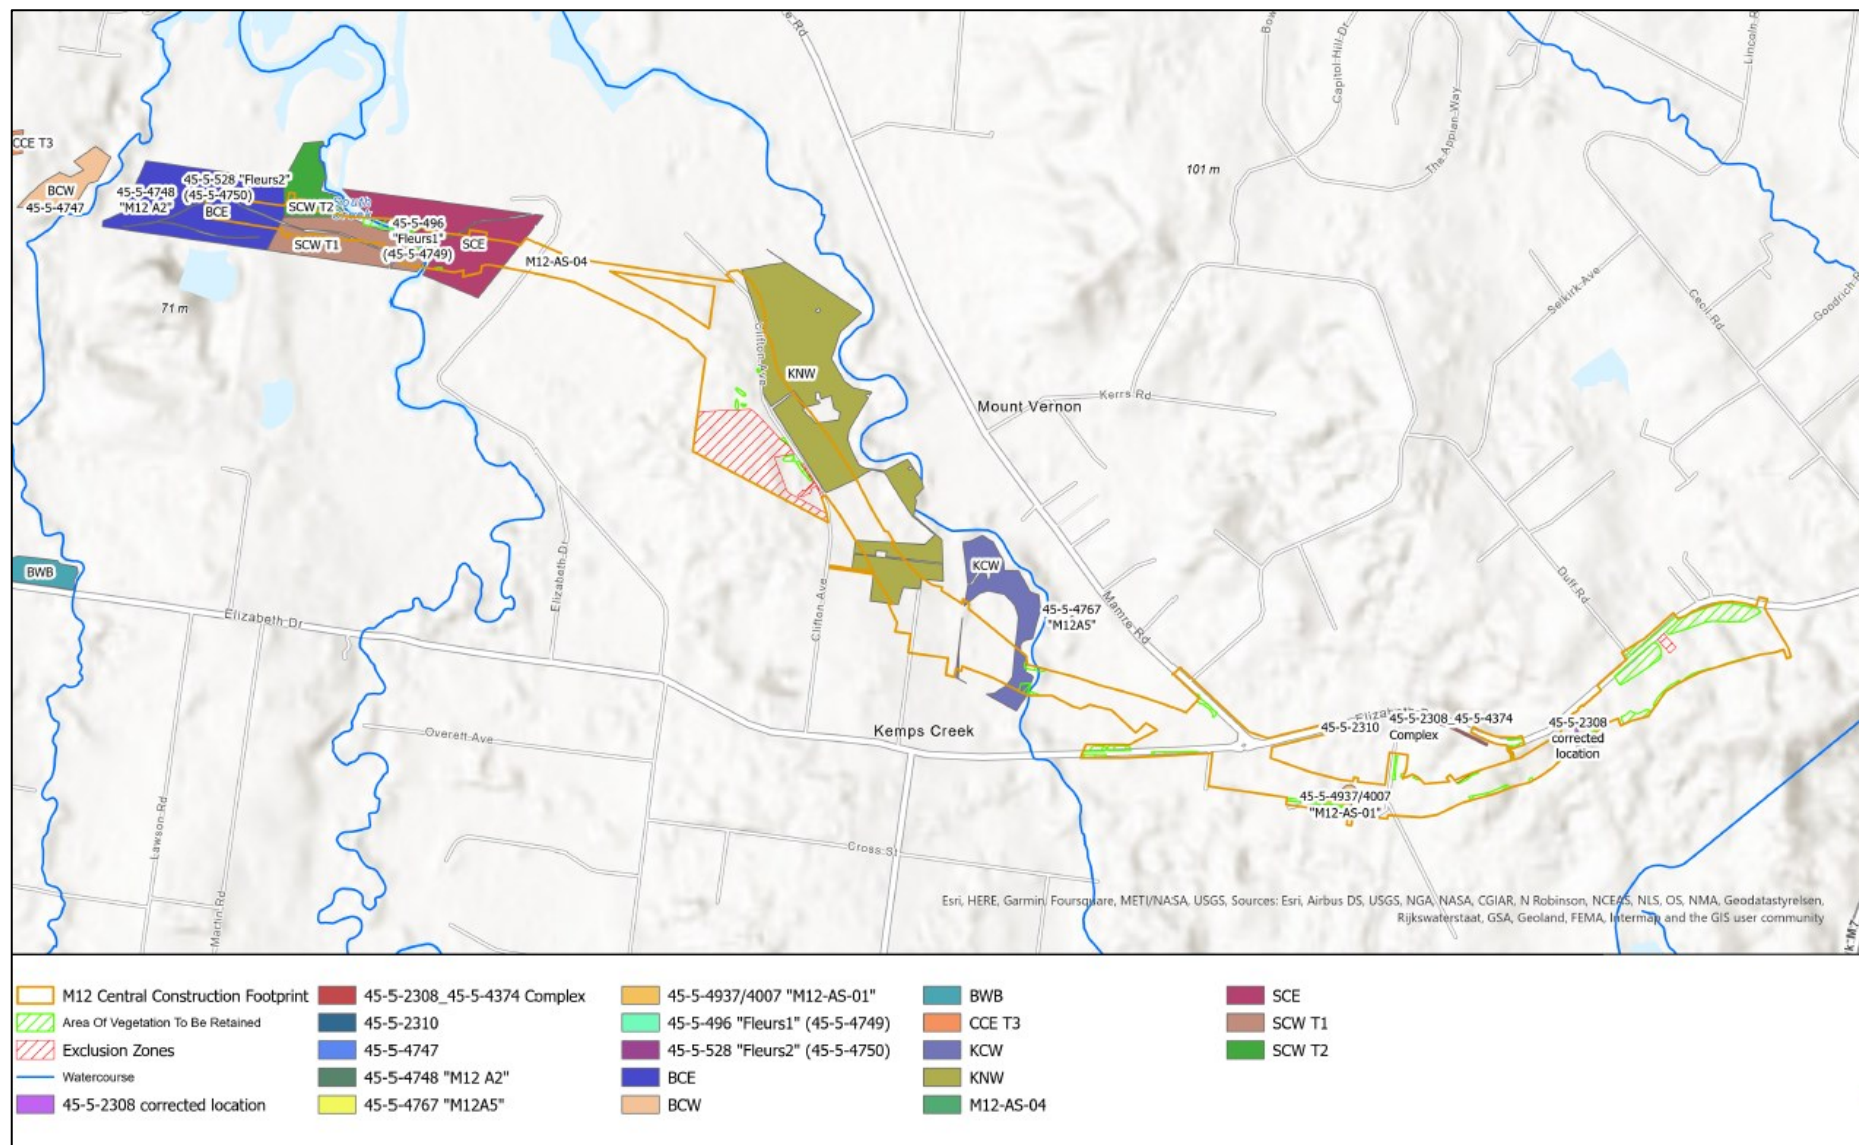 Capitol Hill Dr
Lincoln R
The Appian Way
101 m
CCE T3
BCW
45-5-4747
45-5-4748
"M12 A2"
45-5-528 "Fleurs2"
(45-5-4750)
BCE
SCW T2
South
Creek
SCW T1
45-5-496
"Fleurs1"
(45-5-4749)
SCE
M12-AS-04
71 m
Clifton Ave
KNW
Selkirk Ave
Cecil Rd
Goodrich R
Mount Vernon
Kerrs Rd
BWB
Elizabeth Dr
Elizabeth Dr
Clifton Ave
KCW
45-5-4767
"M12A5"
Mamre Rd
Duff Rd
Overett Ave
Kemps Creek
45-5-2310
45-5-2308_45-5-4374
Complex
45-5-2308
corrected
location
45-5-4937/4007
"M12-AS-01"
Lawson Rd
Martin Rd
Cross St
Esri, HERE, Garmin, Foursquare, METI/NASA, USGS, Sources: Esri, Airbus DS, USGS, NGA, NASA, CGIAR, N Robinson, NCEAS, NLS, OS, NMA, Geodatastyrelsen,
Rijkswaterstaat, GSA, Geoland, FEMA, Intermap and the GIS user community
M12 Central Construction Footprint
Area Of Vegetation To Be Retained
Exclusion Zones
Watercourse
45-5-2308 corrected location
45-5-2308_45-5-4374 Complex
45-5-2310
45-5-4747
45-5-4748 "M12 A2"
45-5-4767 "M12A5"
45-5-4937/4007 "M12-AS-01"
45-5-496 "Fleurs1" (45-5-4749)
45-5-528 "Fleurs2" (45-5-4750)
BCE
BCW
BWB
CCE T3
KCW
KNW
M12-AS-04
SCE
SCW T1
SCW T2